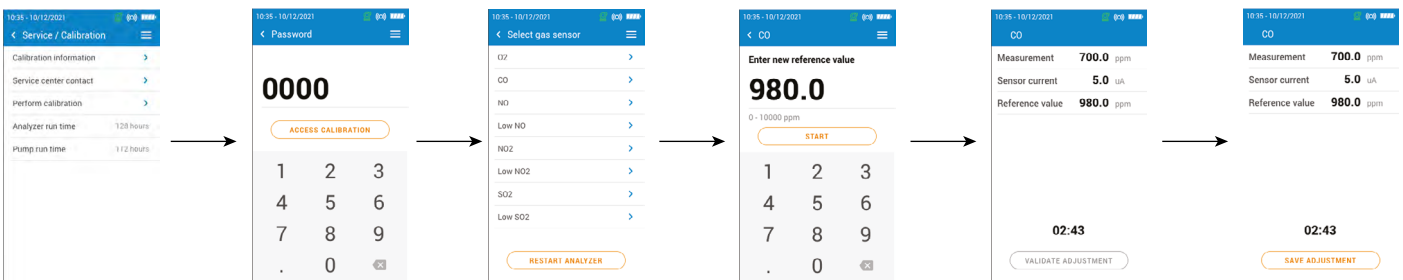 10:35 - 10/12/2021
Service / Calibration
Calibration information
Service center contact
Perform calibration
Analyzer run time 128 hours
Pump run time 112 hours
10:35 - 10/12/2021
Password
0000
ACCESS CALIBRATION
1 2 3
4 5 6
7 8 9
. 0
10:35 - 10/12/2021
Select gas sensor
O2
CO
NO
Low NO
NO2
Low NO2
SO2
Low SO2
RESTART ANALYZER
10:35 - 10/12/2021
CO
Enter new reference value
980.0
0 - 10000 ppm
START
1 2 3
4 5 6
7 8 9
. 0
10:35 - 10/12/2021
CO
Measurement 700.0 ppm
Sensor current 5.0 uA
Reference value 980.0 ppm
02:43
VALIDATE ADJUSTMENT
10:35 - 10/12/2021
CO
Measurement 700.0 ppm
Sensor current 5.0 uA
Reference value 980.0 ppm
02:43
SAVE ADJUSTMENT